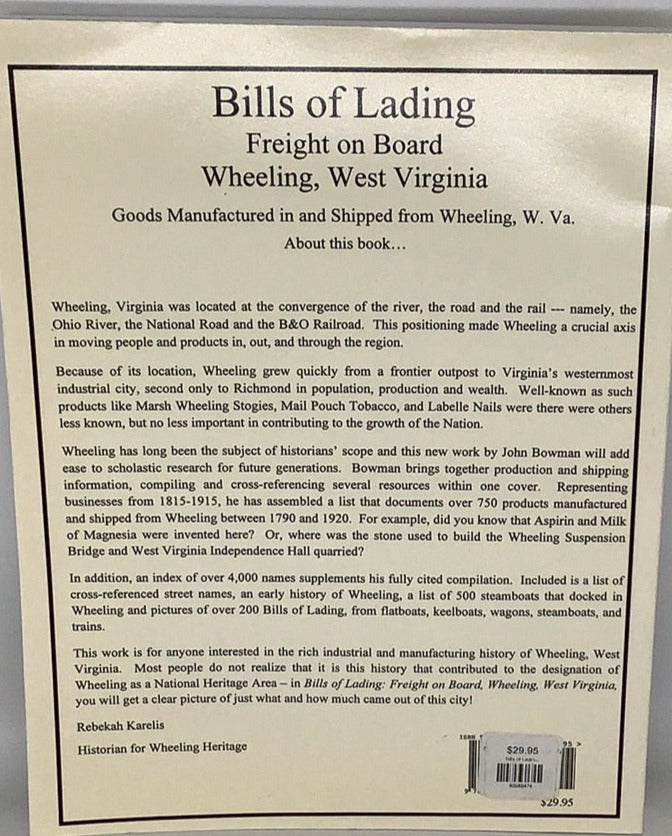 Bills of Lading
Freight on Board
Wheeling, West Virginia
Goods Manufactured in and Shipped from Wheeling, W. Va.
About this book...
Wheeling, Virginia was located at the convergence of the river, the road and the rail --- namely, the
Ohio River, the National Road and the B&O Railroad. This positioning made Wheeling a crucial axis
in moving people and products in, out, and through the region.
Because of its location, Wheeling grew quickly from a frontier outpost to Virginia's westernmost
industrial city, second only to Richmond in population, production and wealth. Well-known as such
products like Marsh Wheeling Stogies, Mail Pouch Tobacco, and Labelle Nails were there were others
less known, but no less important in contributing to the growth of the Nation.
Wheeling has long been the subject of historians' scope and this new work by John Bowman will add
ease to scholastic research for future generations. Bowman brings together production and shipping
information, compiling and cross-referencing several resources within one cover. Representing
businesses from 1815-1915, he has assembled a list that documents over 750 products manufactured
and shipped from Wheeling between 1790 and 1920. For example, did you know that Aspirin and Milk
of Magnesia were invented here? Or, where was the stone used to build the Wheeling Suspension
Bridge and West Virginia Independence Hall quarried?
In addition, an index of over 4,000 names supplements his fully cited compilation. Included is a list of
cross-referenced street names, an early history of Wheeling, a list of 500 steamboats that docked in
Wheeling and pictures of over 200 Bills of Lading, from flatboats, keelboats, wagons, steamboats, and
trains.
This work is for anyone interested in the rich industrial and manufacturing history of Wheeling, West
Virginia. Most people do not realize that it is this history that contributed to the designation of
Wheeling as a National Heritage Area – in Bills of Lading: Freight on Board, Wheeling, West Virginia,
you will get a clear picture of just what and how much came out of this city!
Rebekah Karelis
Historian for Wheeling Heritage
ISBN
95 >
$29.95
$29.95